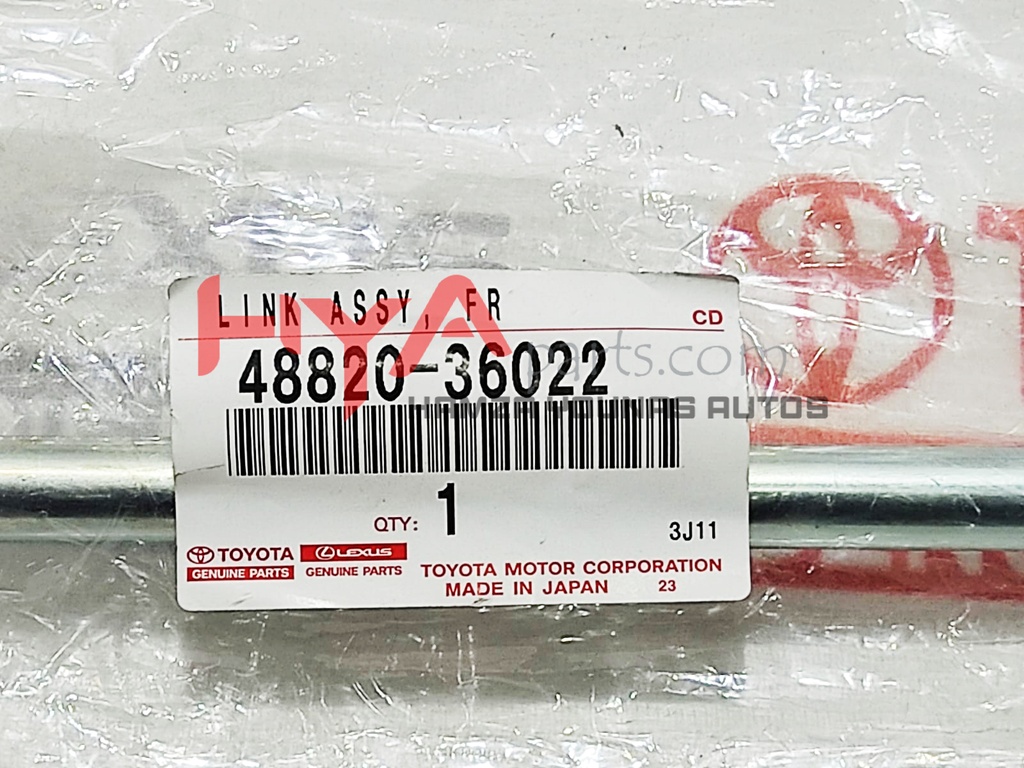 LINK ASSY, FR
CD
48820-36022
HYAparts.com
HAMZA YOUNAS AUTOS
QTY: 1
3J11
TOYOTA LEXUS
GENUINE PARTS GENUINE PARTS
TOYOTA MOTOR CORPORATION
MADE IN JAPAN 23